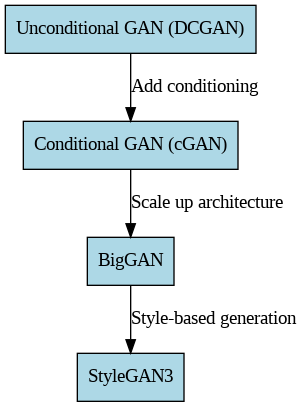 Unconditional GAN (DCGAN)
Add conditioning
Conditional GAN (cGAN)
Scale up architecture
BigGAN
Style-based generation
StyleGAN3